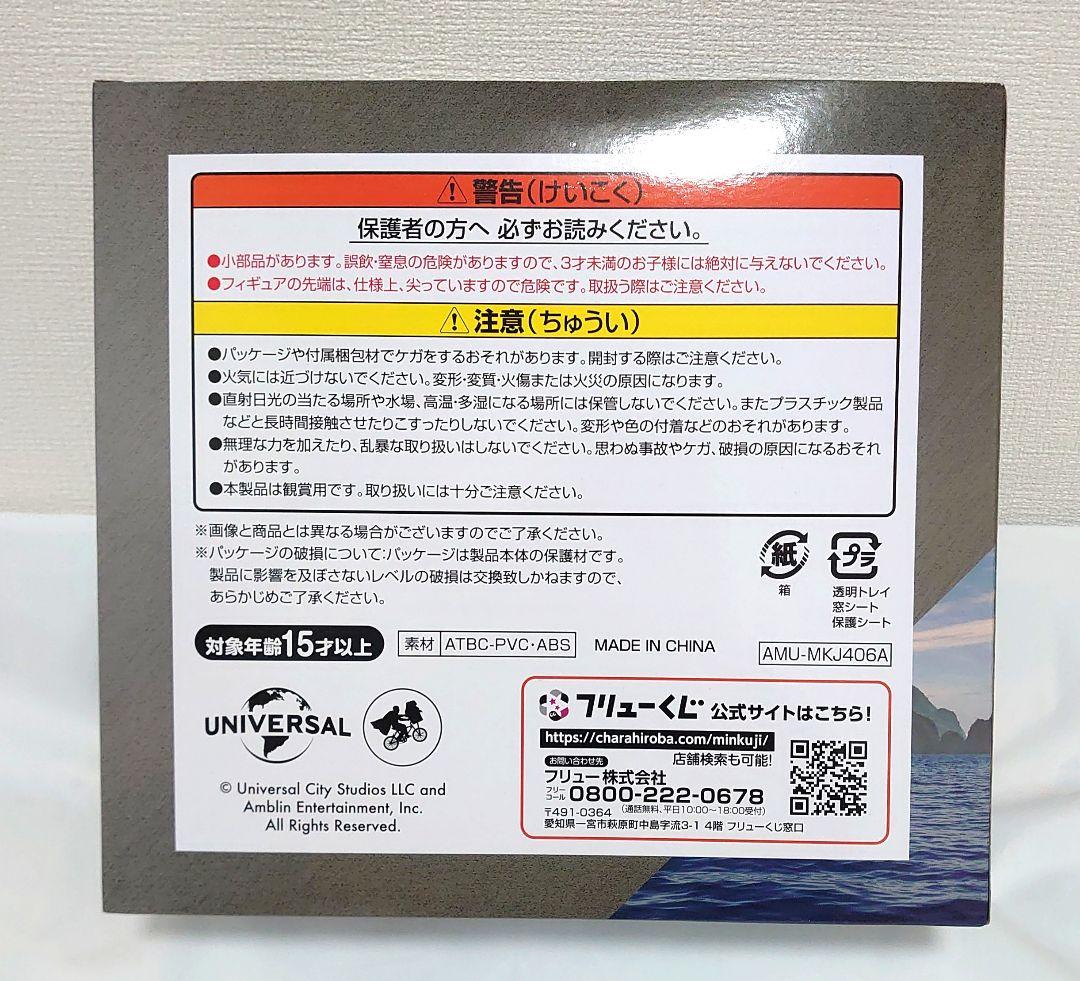 ⚠ 警告(けいこく)
保護者の方へ 必ずお読みください。
●小部品があります。誤飲・窒息の危険がありますので、3才未満のお子様には絶対に与えないでください。
●フィギュアの先端は、仕様上、尖っていますので危険です。取扱う際はご注意ください。
⚠ 注意(ちゅうい)
●パッケージや付属梱包材でケガをするおそれがあります。開封する際はご注意ください。
●火気には近づけないでください。変形・変質・火傷または火災の原因になります。
●直射日光の当たる場所や水場、高温・多湿になる場所には保管しないでください。またプラスチック製品
などと長時間接触させたりこすったりしないでください。変形や色の付着などのおそれがあります。
●無理な力を加えたり、乱暴な取り扱いはしないでください。思わぬ事故やケガ、破損の原因になるおそれ
があります。
●本製品は観賞用です。取り扱いには十分ご注意ください。
※画像と商品とは異なる場合がございますのでご了承ください。
※パッケージの破損について:パッケージは製品本体の保護材です。
製品に影響を及ぼさないレベルの破損は交換致しかねますので、
あらかじめご了承ください。
紙
箱
プラ
透明トレイ
窓シート
保護シート
対象年齢15才以上
素材 ATBC-PVC・ABS
MADE IN CHINA
AMU-MKJ406A
UNIVERSAL
© Universal City Studios LLC and
Amblin Entertainment, Inc.
All Rights Reserved.
フリューくじ 公式サイトはこちら!
https://charahiroba.com/minkuji/
店舗検索も可能!
お問い合わせ先
フリュー株式会社
フリーコール 0800-222-0678
〒491-0364 (通話無料、平日10:00~18:00受付)
愛知県一宮市萩原町中島字流3-1 4階 フリューくじ窓口